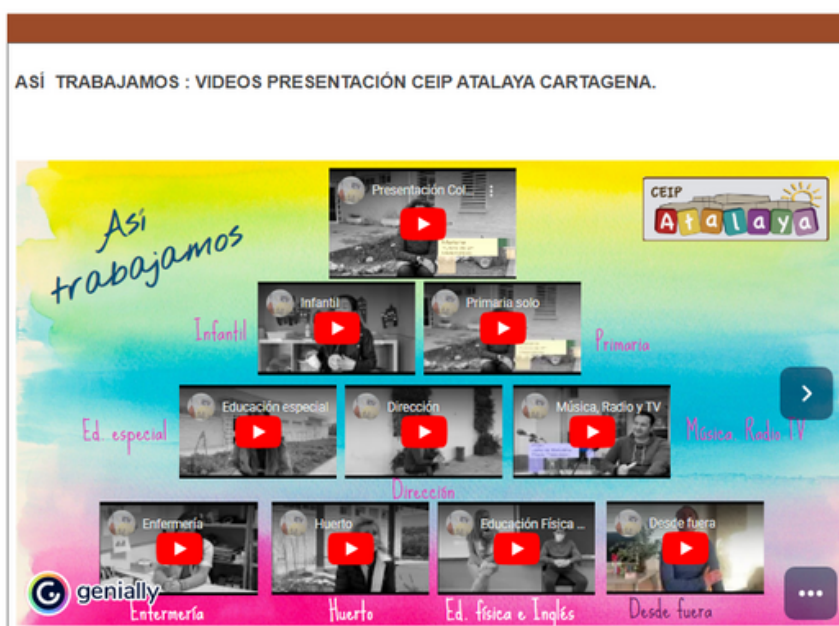 ASÍ TRABAJAMOS : VIDEOS PRESENTACIÓN CEIP ATALAYA CARTAGENA.
Así
trabajamos
Presentación Col...
CEIP
Atalaya
Infantil
Infantil
Primaria solo
Primaria
Ed. especial
Educación especial
Dirección
Música, Radio y TV
Música, Radio TV
Dirección
Enfermería
Huerto
Educación Física ...
Desde fuera
genially
Enfermería
Huerto
Ed. física e Inglés
Desde fuera